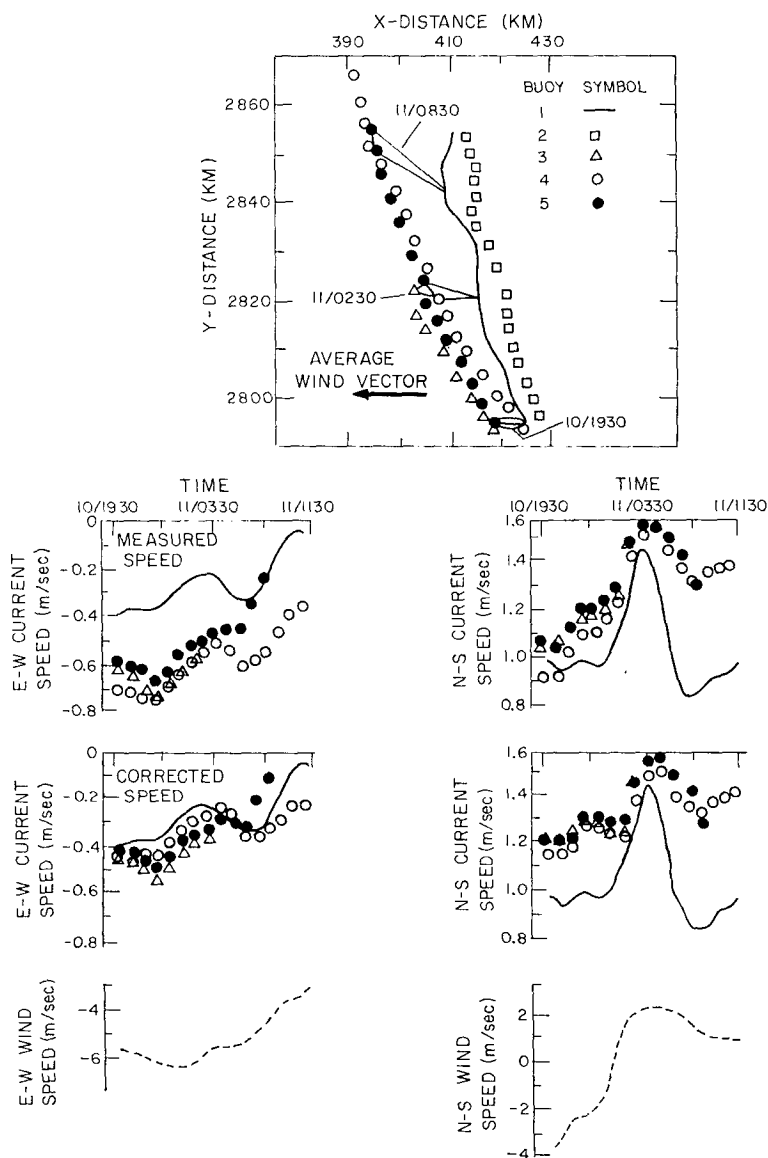 X-DISTANCE (KM)
390 410 430
BUOY SYMBOL
1
2
3
4
5
11/0830
2860
2840
2820
2800
Y-DISTANCE (KM)
11/0230
AVERAGE
WIND VECTOR
10/1930
TIME
10/1930 11/0330 11/1130
0
-0.2
-0.4
-0.6
-0.8
MEASURED
SPEED
E-W CURRENT
SPEED (m/sec)
TIME
10/1930 11/0330 11/1130
1.6
1.4
1.2
1.0
0.8
N-S CURRENT
SPEED (m/sec)
0
-0.2
-0.4
-0.6
-0.8
CORRECTED
SPEED
E-W CURRENT
SPEED (m/sec)
1.6
1.4
1.2
1.0
0.8
N-S CURRENT
SPEED (m/sec)
-4
-6
E-W WIND
SPEED (m/sec)
2
0
-2
-4
N-S WIND
SPEED (m/sec)